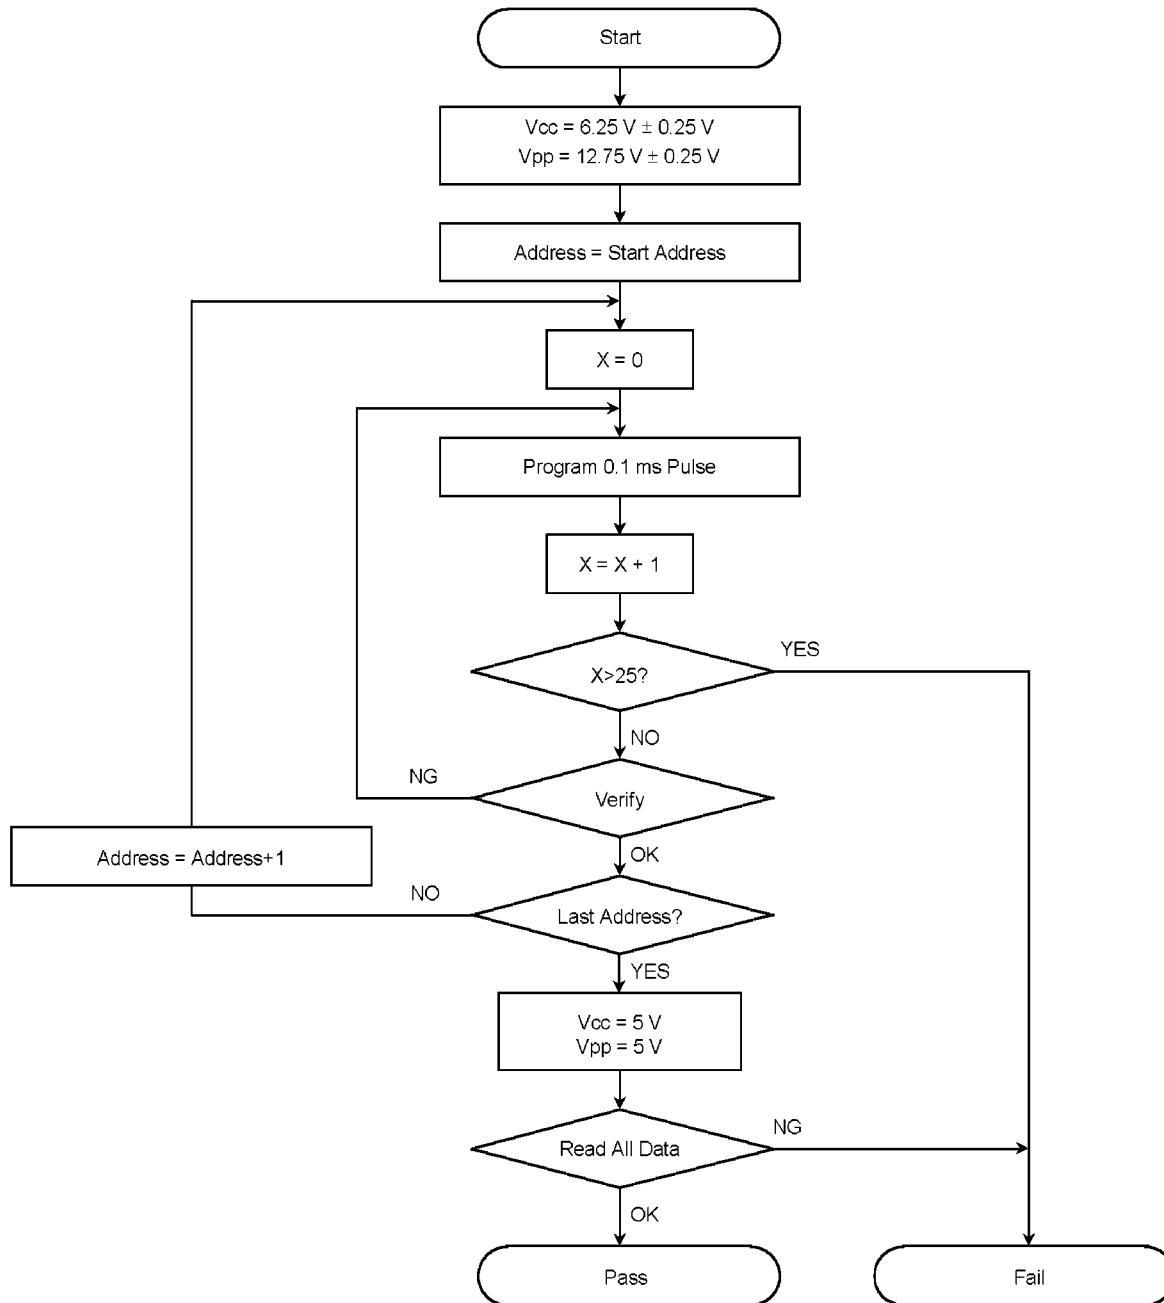 Start
Vcc = 6.25 V ± 0.25 V
Vpp = 12.75 V ± 0.25 V
Address = Start Address
X = 0
Program 0.1 ms Pulse
X = X + 1
X>25?
YES
NO
Verify
NG
OK
Address = Address+1
Last Address?
NO
YES
Vcc = 5 V
Vpp = 5 V
Read All Data
NG
OK
Pass
Fail